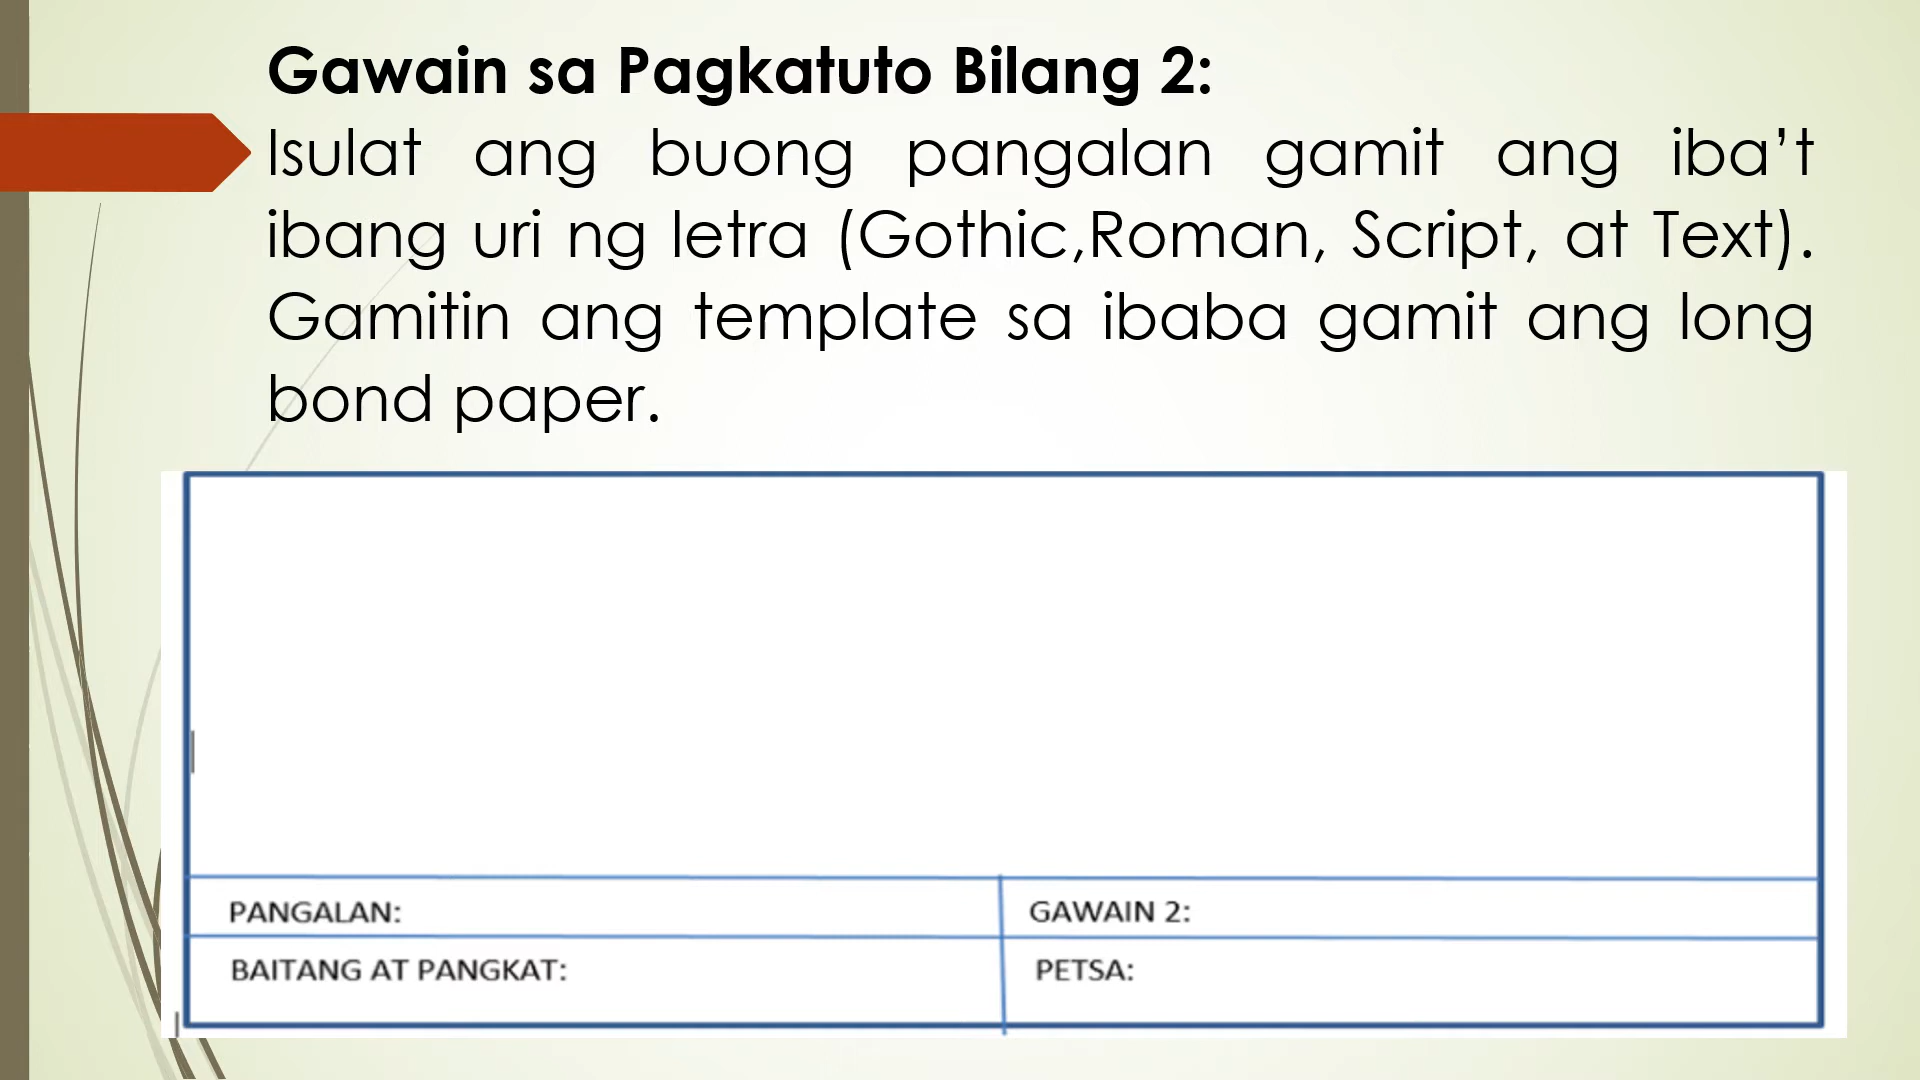 Gawain sa Pagkatuto Bilang 2:
Isulat ang buong pangalan gamit ang iba’t
ibang uri ng letra (Gothic,Roman, Script, at Text).
Gamitin ang template sa ibaba gamit ang long
bond paper.
PANGALAN:
GAWAIN 2:
BAITANG AT PANGKAT:
PETSA: